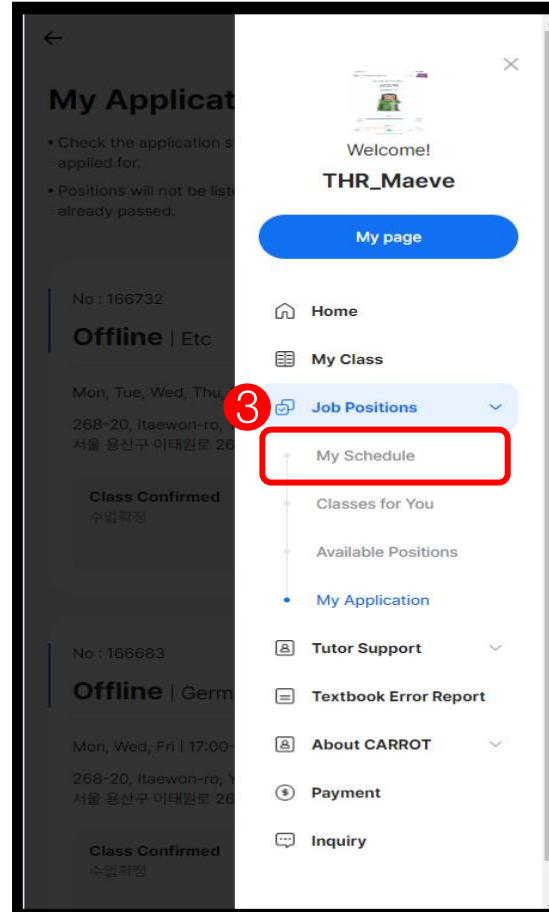 My Applicat
• Check the application s
applied for.
• Positions will not be liste
already passed.
No : 166732
Offline | Etc
Mon, Tue, Wed, Thu,
268-20, Itaewon-ro,
서울 용산구 이태원로 26
Class Confirmed
수업확정
No : 166683
Offline | Germ
Mon, Wed, Fri | 17:00-
268-20, Itaewon-ro, Y
서울 용산구 이태원로 26
Class Confirmed
수업확정
Welcome!
THR_Maeve
My page
Home
My Class
3
Job Positions
My Schedule
Classes for You
Available Positions
My Application
Tutor Support
Textbook Error Report
About CARROT
Payment
Inquiry